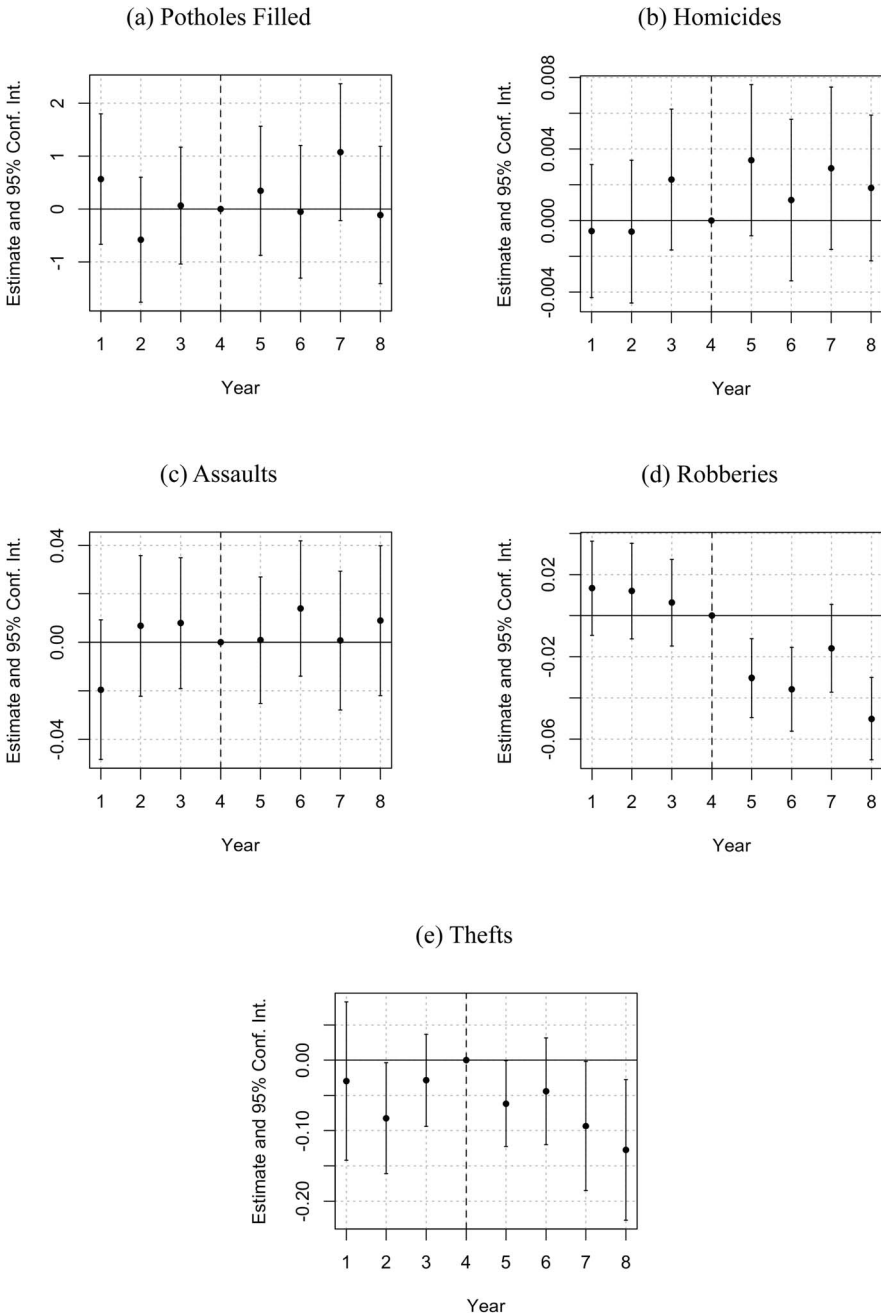 (a) Potholes Filled
Estimate and 95% Conf. Int.
2
1
0
-1
1 2 3 4 5 6 7 8
Year
(b) Homicides
Estimate and 95% Conf. Int.
0.008
0.004
0.000
-0.004
1 2 3 4 5 6 7 8
Year
(c) Assaults
Estimate and 95% Conf. Int.
0.04
0.00
-0.04
1 2 3 4 5 6 7 8
Year
(d) Robberies
Estimate and 95% Conf. Int.
0.02
-0.02
-0.06
1 2 3 4 5 6 7 8
Year
(e) Thefts
Estimate and 95% Conf. Int.
0.00
-0.10
-0.20
1 2 3 4 5 6 7 8
Year